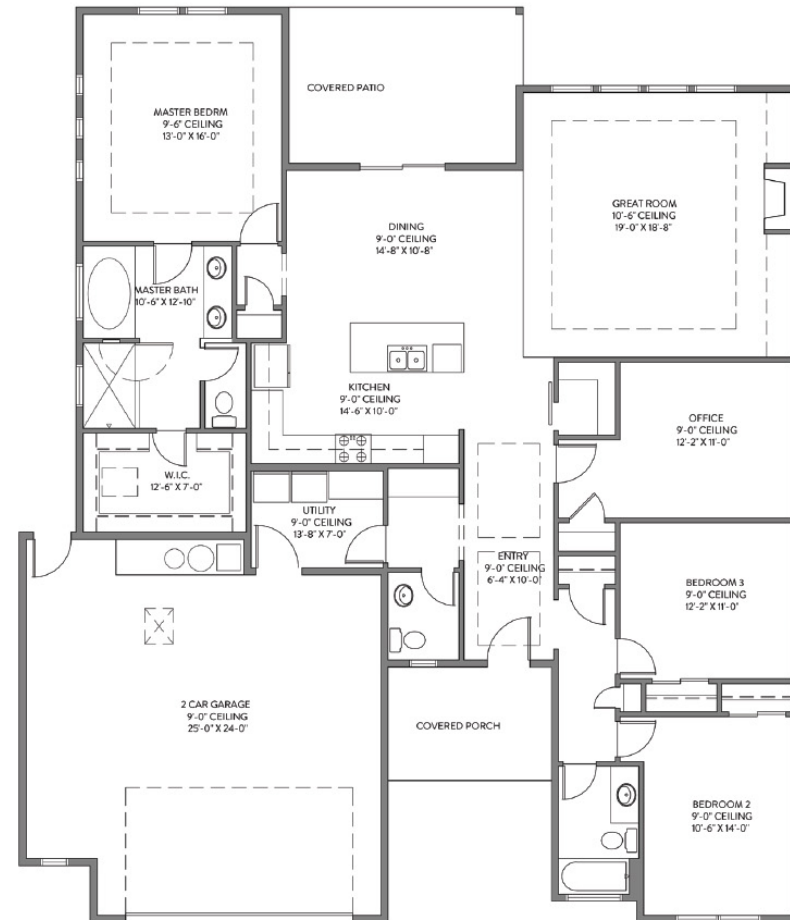 COVERED PATIO
MASTER BEDRM
9'-6" CEILING
13'-0" X 16'-0"
GREAT ROOM
10'-6" CEILING
19'-0" X 18'-8"
DINING
9'-0" CEILING
14'-8" X 10'-8"
MASTER BATH
10'-6" X 12'-10"
KITCHEN
9'-0" CEILING
14'-6" X 10'-0"
OFFICE
9'-0" CEILING
12'-2" X 11'-0"
W.I.C.
12'-6" X 7'-0"
UTILITY
9'-0" CEILING
13'-8" X 7'-0"
ENTRY
9'-0" CEILING
6'-4" X 10'-0"
BEDROOM 3
9'-0" CEILING
12'-2" X 11'-0"
2 CAR GARAGE
9'-0" CEILING
25'-0" X 24'-0"
COVERED PORCH
BEDROOM 2
9'-0" CEILING
10'-6" X 14'-0"